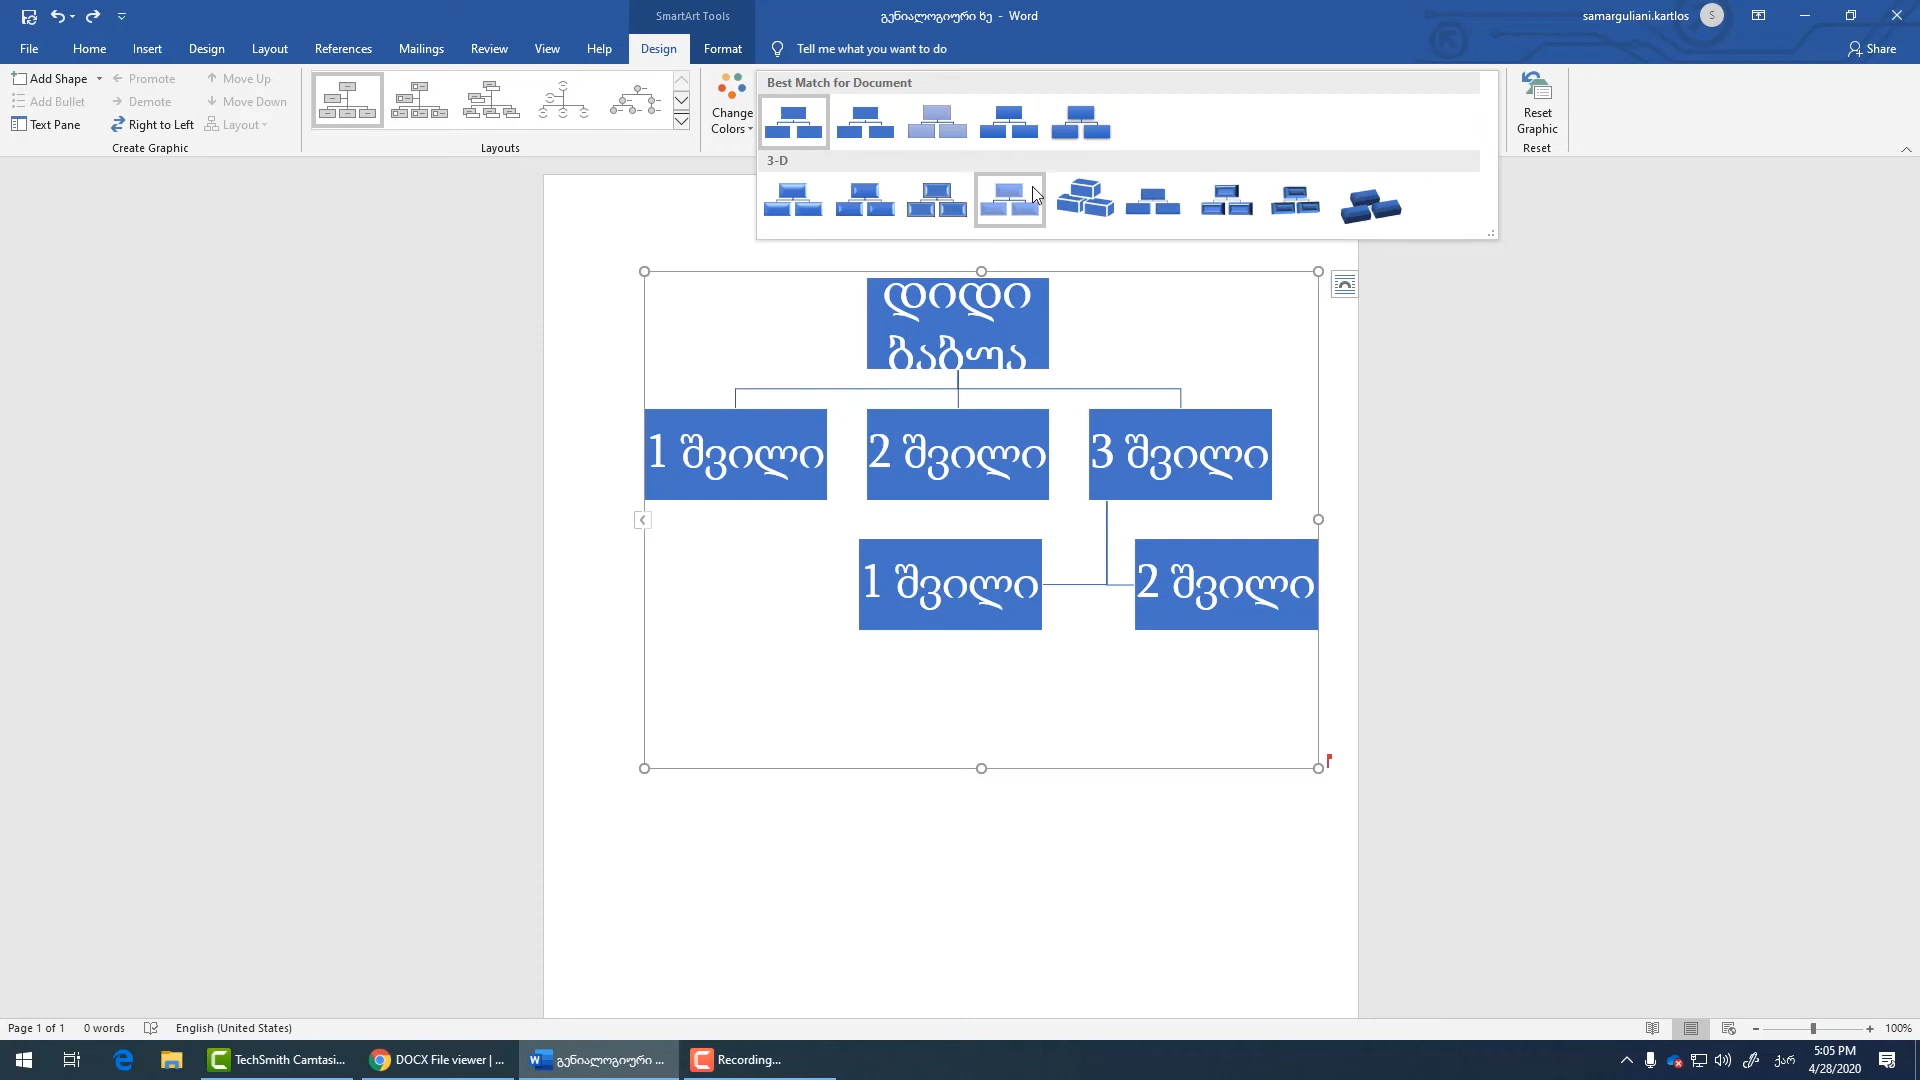 SmartArt Tools
გენიალოგიური ხე - Word
samarguliani.kartlos
S
File
Home
Insert
Design
Layout
References
Mailings
Review
View
Help
Design
Format
Tell me what you want to do
Share
Add Shape
Promote
Move Up
Add Bullet
Demote
Move Down
Text Pane
Right to Left
Layout
Create Graphic
Layouts
Change
Colors
Best Match for Document
3-D
Reset
Graphic
Reset
დიდი
ბაბუა
1 შვილი
2 შვილი
3 შვილი
1 შვილი
2 შვილი
Page 1 of 1
0 words
English (United States)
100%
TechSmith Camtasi...
DOCX File viewer | ...
გენიალოგიური ...
Recording...
ქარ
5:05 PM
4/28/2020